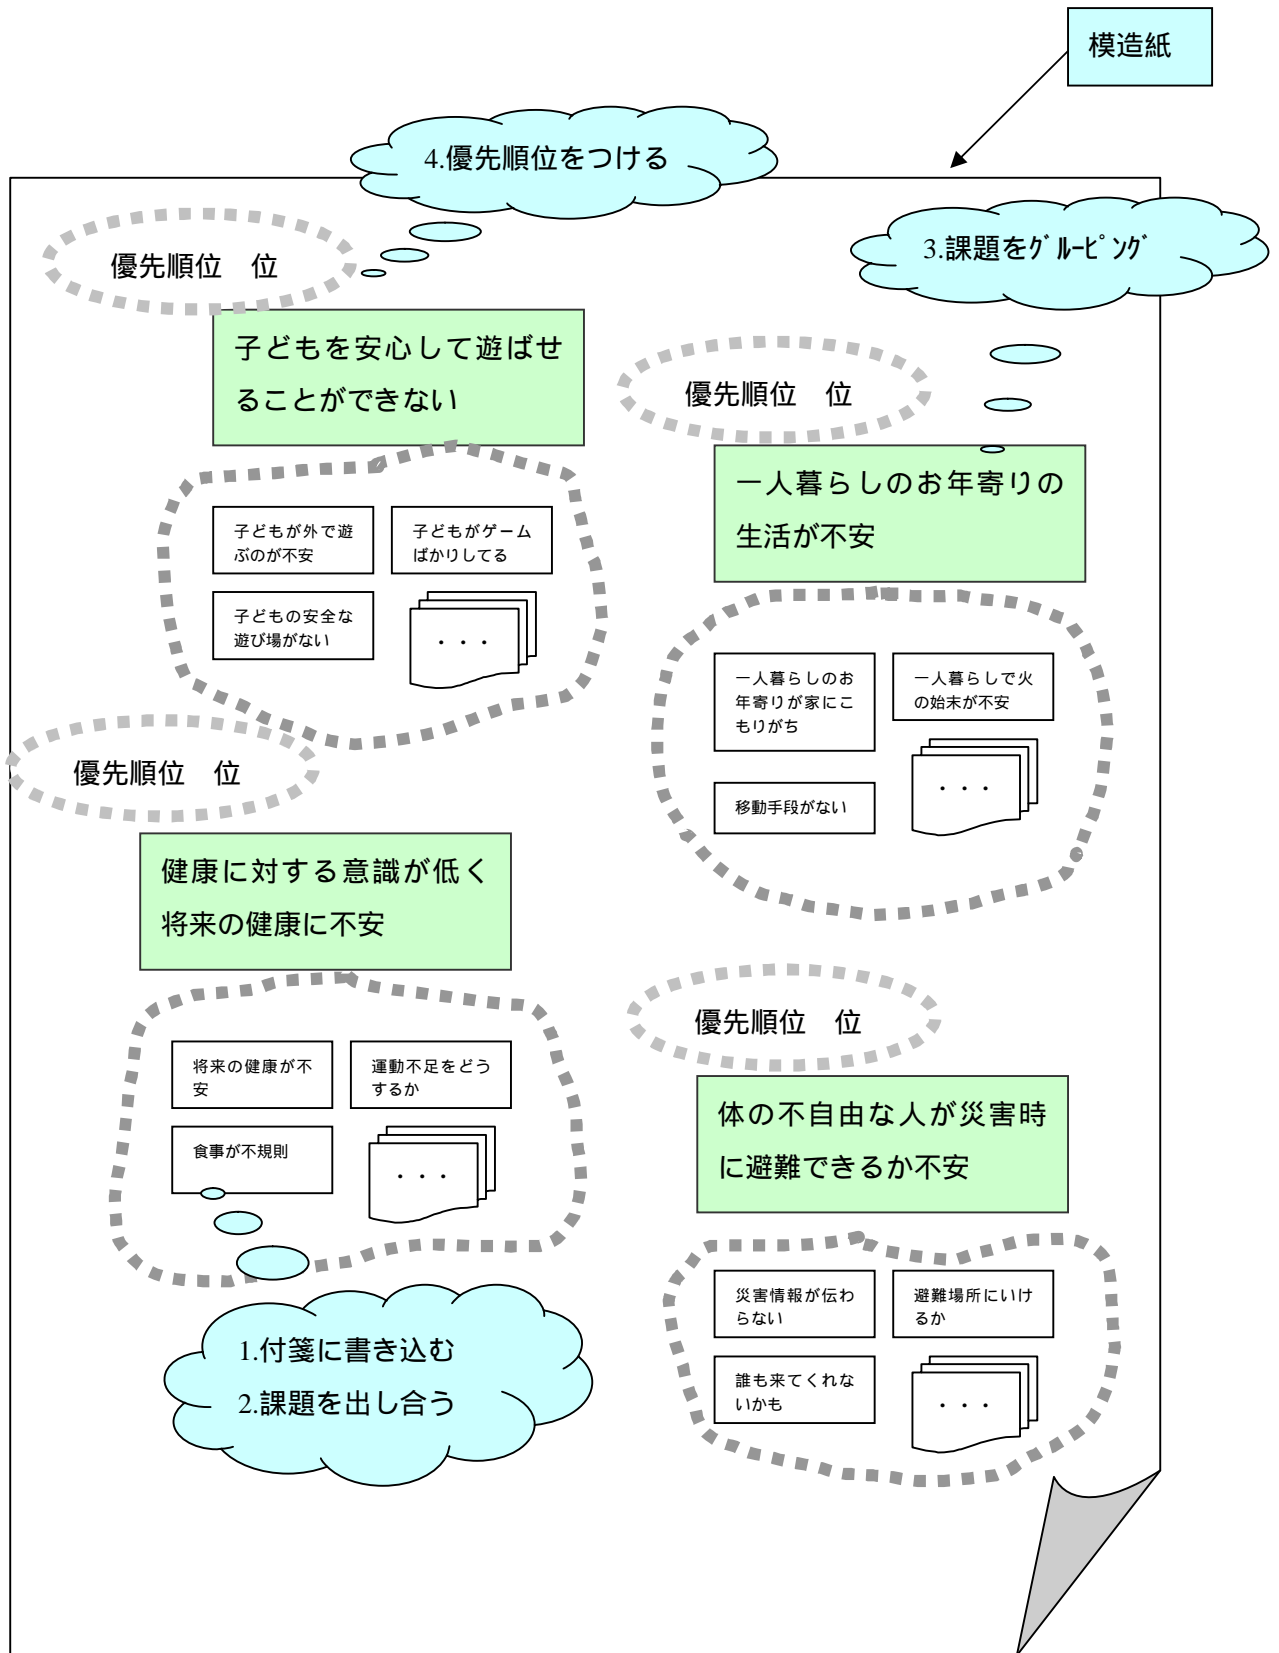 模造紙
4.優先順位をつける
3.課題をｸﾞﾙｰﾋﾟﾝｸﾞ
優先順位　位
子どもを安心して遊ばせ
ることができない
子どもが外で遊
ぶのが不安
子どもがゲーム
ばかりしてる
子どもの安全な
遊び場がない
・・・
優先順位　位
一人暮らしのお年寄りの
生活が不安
一人暮らしのお
年寄りが家にこ
もりがち
一人暮らしで火
の始末が不安
移動手段がない
・・・
優先順位　位
健康に対する意識が低く
将来の健康に不安
将来の健康が不
安
運動不足をどう
するか
食事が不規則
・・・
1.付箋に書き込む
2.課題を出し合う
優先順位　位
体の不自由な人が災害時
に避難できるか不安
災害情報が伝わ
らない
避難場所にいけ
るか
誰も来てくれな
いかも
・・・